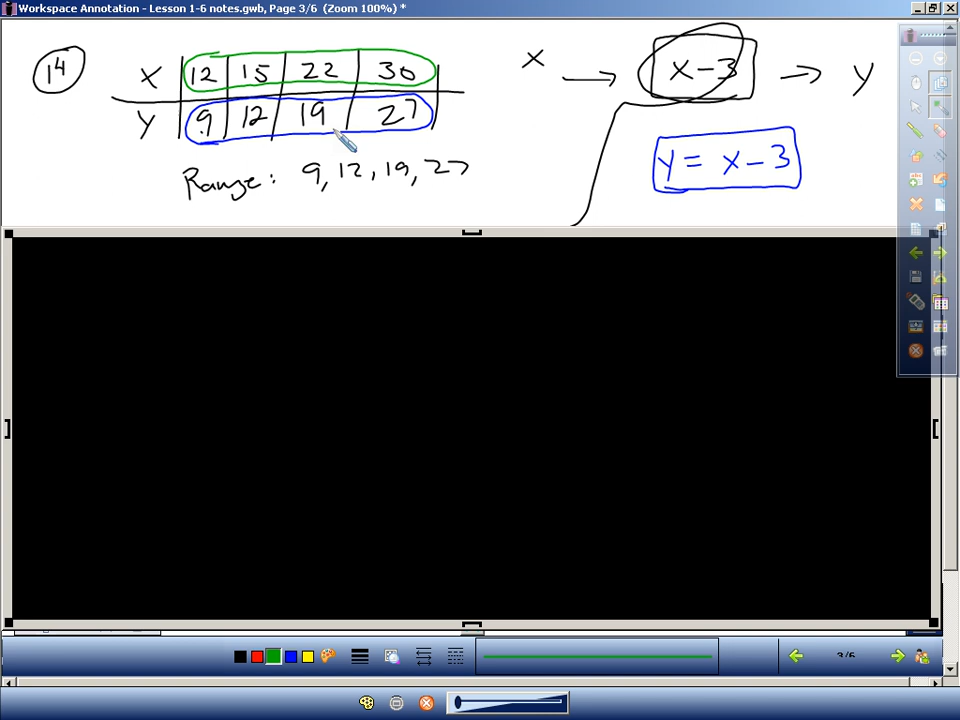 Workspace Annotation - Lesson 1-6 notes.gwb, Page 3/6 (Zoom 100%) *
14
X 12 15 22 30
Y 9 12 19 27
Range: 9, 12, 19, 27
x → x-3 → y
y = x-3
3/6